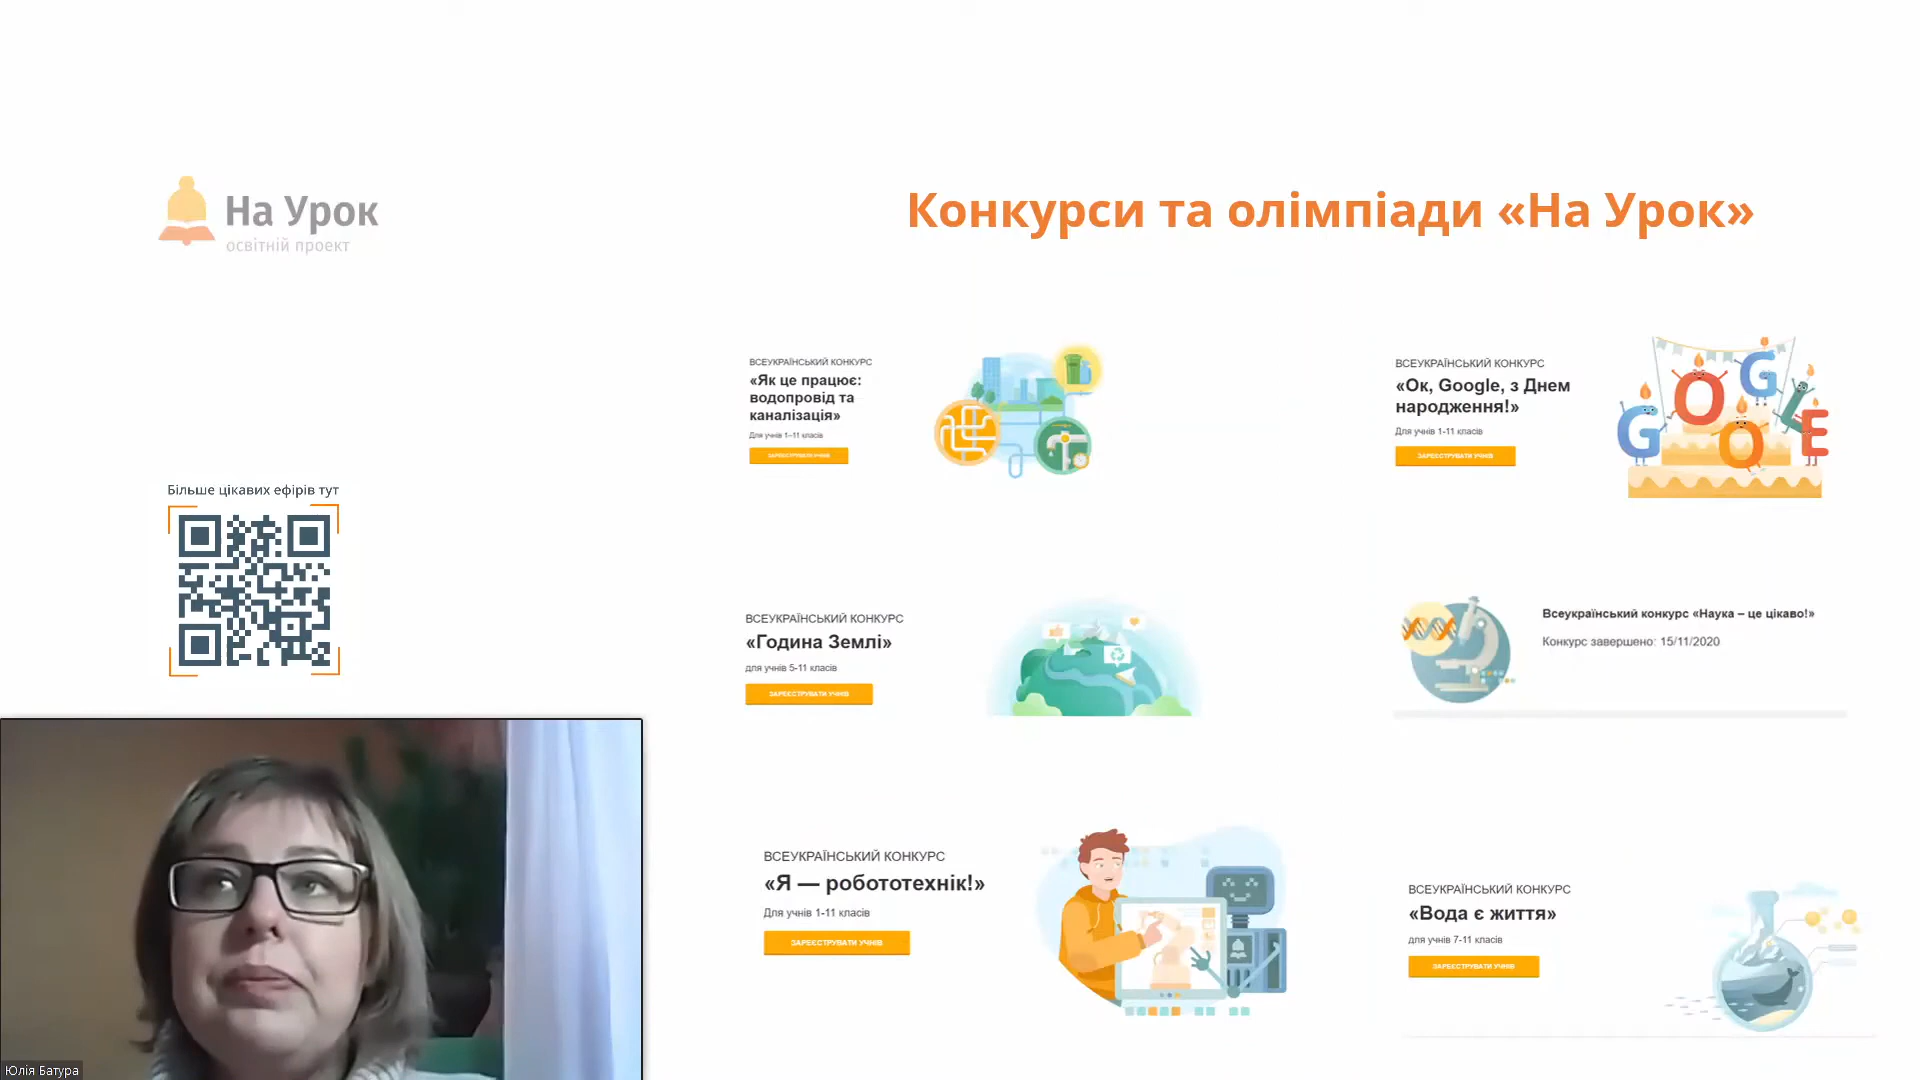 На Урок
освітній проект
Конкурси та олімпіади «На Урок»
ВСЕУКРАЇНСЬКИЙ КОНКУРС
«Як це працює:
водопровід та
каналізація»
Для учнів 1–11 класів
ЗАРЕЄСТРУВАТИ УЧНІВ
ВСЕУКРАЇНСЬКИЙ КОНКУРС
«Ок, Google, з Днем
народження!»
Для учнів 1-11 класів
ЗАРЕЄСТРУВАТИ УЧНІВ
GOOGLE
Більше цікавих ефірів тут
ВСЕУКРАЇНСЬКИЙ КОНКУРС
«Година Землі»
для учнів 5-11 класів
ЗАРЕЄСТРУВАТИ УЧНІВ
Всеукраїнський конкурс «Наука – це цікаво!»
Конкурс завершено: 15/11/2020
ВСЕУКРАЇНСЬКИЙ КОНКУРС
«Я — робототехнік!»
Для учнів 1-11 класів
ЗАРЕЄСТРУВАТИ УЧНІВ
ВСЕУКРАЇНСЬКИЙ КОНКУРС
«Вода є життя»
для учнів 7-11 класів
ЗАРЕЄСТРУВАТИ УЧНІВ
Юлія Батура